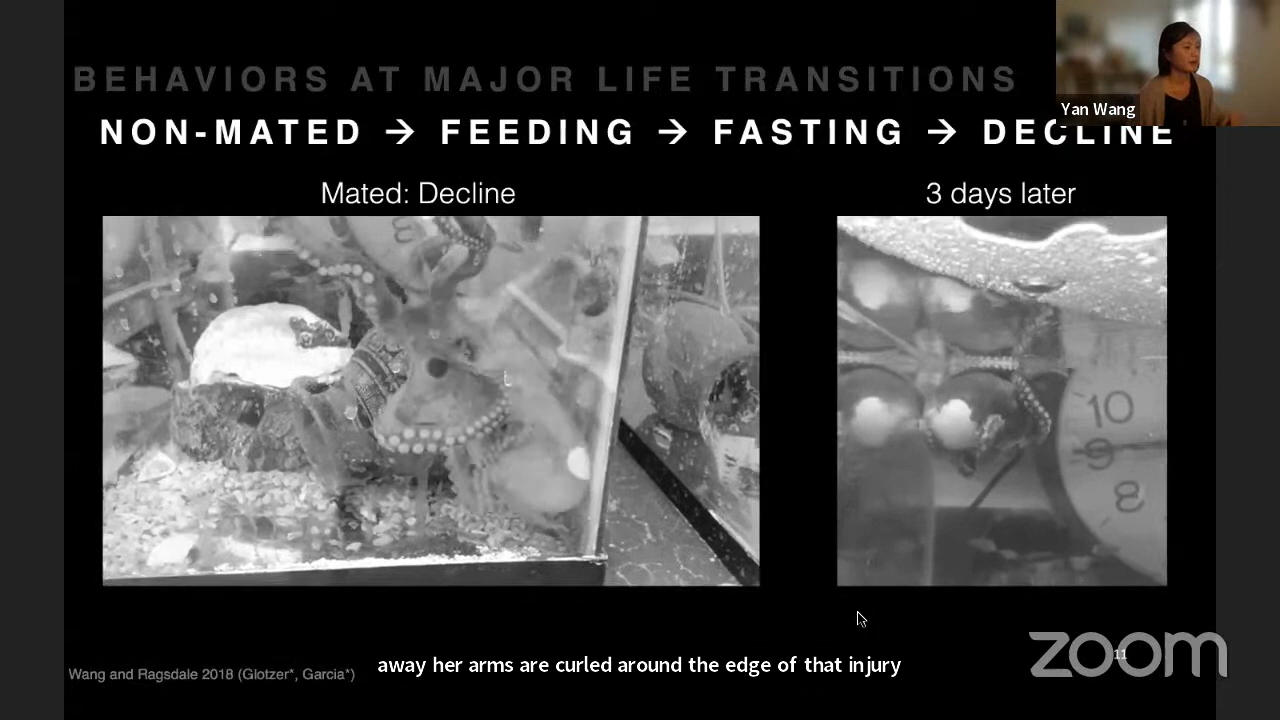 BEHAVIORS AT MAJOR LIFE TRANSITIONS
Yan Wang
NON-MATED → FEEDING → FASTING → DECLINE
Mated: Decline
3 days later
3
10
9
8
away her arms are curled around the edge of that injury
Wang and Ragsdale 2018 (Glotzer*, Garcia*)
zoom
11